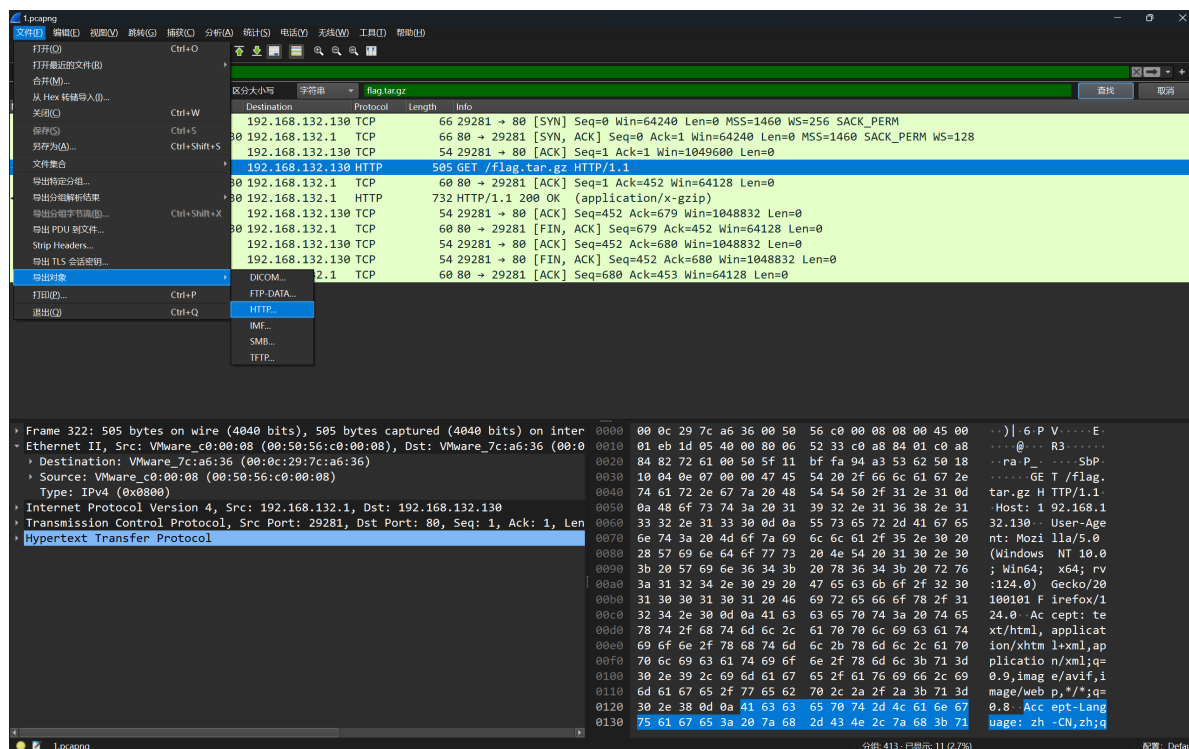 1.pcapng
文件(F) 编辑(E) 视图(V) 跳转(G) 捕获(C) 分析(A) 统计(S) 电话(Y) 无线(W) 工具(T) 帮助(H)
打开(O) Ctrl+O
打开最近的文件(R)
合并(M)...
从 Hex 转储导入(I)...
关闭(C) Ctrl+W
保存(S) Ctrl+S
另存为(A)... Ctrl+Shift+S
文件集合
导出特定分组...
导出分组解析结果
导出分组字节流(B)... Ctrl+Shift+X
导出 PDU 到文件...
Strip Headers...
导出 TLS 会话密钥...
导出对象
打印(P)... Ctrl+P
退出(Q) Ctrl+Q
DICOM...
FTP-DATA...
HTTP...
IMF...
SMB...
TFTP...
区分大小写 字符串 flag.tar.gz 查找 取消
Destination Protocol Length Info
192.168.132.130 TCP 66 29281 → 80 [SYN] Seq=0 Win=64240 Len=0 MSS=1460 WS=256 SACK_PERM
30 192.168.132.1 TCP 66 80 → 29281 [SYN, ACK] Seq=0 Ack=1 Win=64240 Len=0 MSS=1460 SACK_PERM WS=128
192.168.132.130 TCP 54 29281 → 80 [ACK] Seq=1 Ack=1 Win=1049600 Len=0
192.168.132.130 HTTP 505 GET /flag.tar.gz HTTP/1.1
30 192.168.132.1 TCP 60 80 → 29281 [ACK] Seq=1 Ack=452 Win=64128 Len=0
30 192.168.132.1 HTTP 732 HTTP/1.1 200 OK (application/x-gzip)
192.168.132.130 TCP 54 29281 → 80 [ACK] Seq=452 Ack=679 Win=1048832 Len=0
30 192.168.132.1 TCP 60 80 → 29281 [FIN, ACK] Seq=679 Ack=452 Win=64128 Len=0
192.168.132.130 TCP 54 29281 → 80 [ACK] Seq=452 Ack=680 Win=1048832 Len=0
192.168.132.130 TCP 54 29281 → 80 [FIN, ACK] Seq=452 Ack=680 Win=1048832 Len=0
32.1 TCP 60 80 → 29281 [ACK] Seq=680 Ack=453 Win=64128 Len=0
Frame 322: 505 bytes on wire (4040 bits), 505 bytes captured (4040 bits) on inter
Ethernet II, Src: VMware_c0:00:08 (00:50:56:c0:00:08), Dst: VMware_7c:a6:36 (00:0
Destination: VMware_7c:a6:36 (00:0c:29:7c:a6:36)
Source: VMware_c0:00:08 (00:50:56:c0:00:08)
Type: IPv4 (0x0800)
Internet Protocol Version 4, Src: 192.168.132.1, Dst: 192.168.132.130
Transmission Control Protocol, Src Port: 29281, Dst Port: 80, Seq: 1, Ack: 1, Len
Hypertext Transfer Protocol
0000 00 0c 29 7c a6 36 00 50 56 c0 00 08 08 00 45 00 ··)|·6·P V·····E·
0010 01 eb 1d 05 40 00 80 06 52 33 c0 a8 84 01 c0 a8 ····@··· R3······
0020 84 82 72 61 00 50 5f 11 bf fa 94 a3 53 62 50 18 ··ra·P_· ····SbP·
0030 10 04 0e 07 00 00 47 45 54 20 2f 66 6c 61 67 2e ······GE T /flag.
0040 74 61 72 2e 67 7a 20 48 54 54 50 2f 31 2e 31 0d tar.gz H TTP/1.1·
0050 0a 48 6f 73 74 3a 20 31 39 32 2e 31 36 38 2e 31 ·Host: 1 92.168.1
0060 33 32 2e 31 33 30 0d 0a 55 73 65 72 2d 41 67 65 32.130·· User-Age
0070 6e 74 3a 20 4d 6f 7a 69 6c 6c 61 2f 35 2e 30 20 nt: Mozi lla/5.0
0080 28 57 69 6e 64 6f 77 73 20 4e 54 20 31 30 2e 30 (Windows NT 10.0
0090 3b 20 57 69 6e 36 34 3b 20 78 36 34 3b 20 72 76 ; Win64; x64; rv
00a0 3a 31 32 34 2e 30 29 20 47 65 63 6b 6f 2f 32 30 :124.0) Gecko/20
00b0 31 30 30 31 30 31 20 46 69 72 65 66 6f 78 2f 31 100101 F irefox/1
00c0 32 34 2e 30 0d 0a 41 63 63 65 70 74 3a 20 74 65 24.0··Ac cept: te
00d0 78 74 2f 68 74 6d 6c 2c 61 70 70 6c 69 63 61 74 xt/html, applicat
00e0 69 6f 6e 2f 78 68 74 6d 6c 2b 78 6d 6c 2c 61 70 ion/xhtm l+xml,ap
00f0 70 6c 69 63 61 74 69 6f 6e 2f 78 6d 6c 3b 71 3d plicatio n/xml;q=
0100 30 2e 39 2c 69 6d 61 67 65 2f 61 76 69 66 2c 69 0.9,imag e/avif,i
0110 6d 61 67 65 2f 77 65 62 70 2c 2a 2f 2a 3b 71 3d mage/web p,*/*;q=
0120 30 2e 38 0d 0a 41 63 63 65 70 74 2d 4c 61 6e 67 0.8··Acc ept-Lang
0130 75 61 67 65 3a 20 7a 68 2d 43 4e 2c 7a 68 3b 71 uage: zh -CN,zh;q
1.pcapng 分组: 413 · 已显示: 11 (2.7%) 配置: Defau